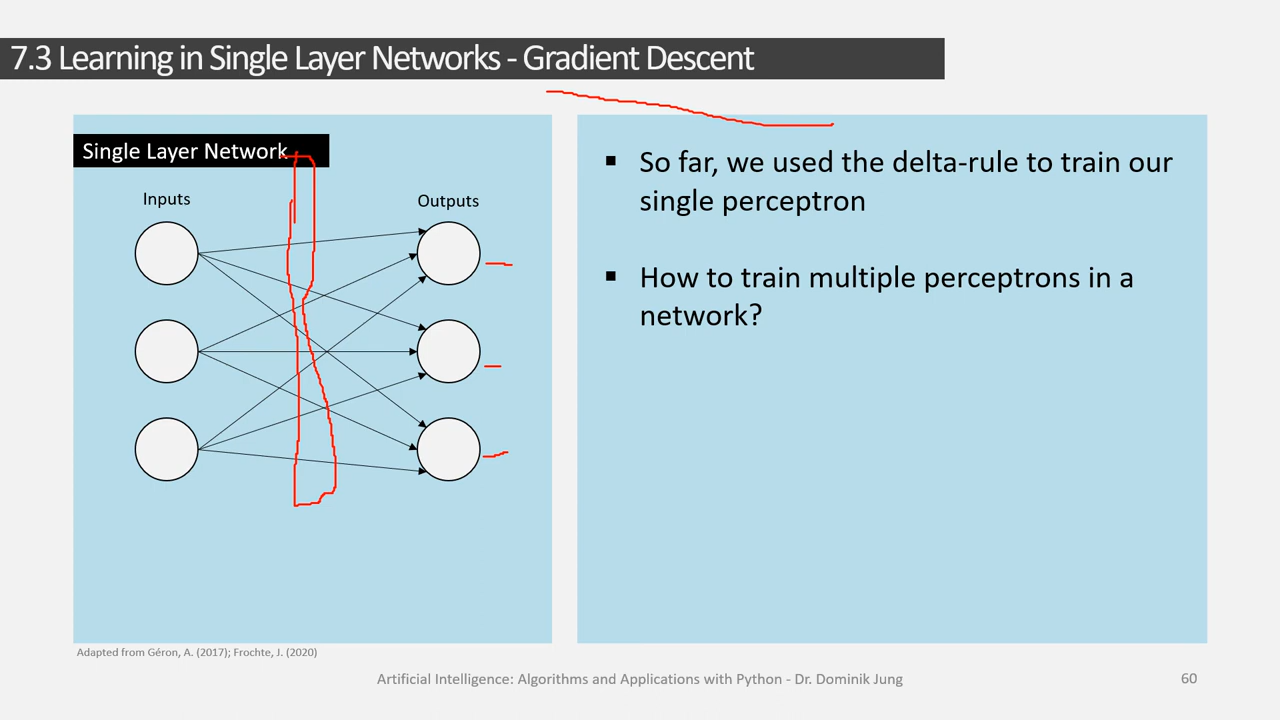 7.3 Learning in Single Layer Networks - Gradient Descent
Single Layer Network
Inputs
Outputs
▪ So far, we used the delta-rule to train our
single perceptron
▪ How to train multiple perceptrons in a
network?
Adapted from Géron, A. (2017); Frochte, J. (2020)
Artificial Intelligence: Algorithms and Applications with Python - Dr. Dominik Jung
60